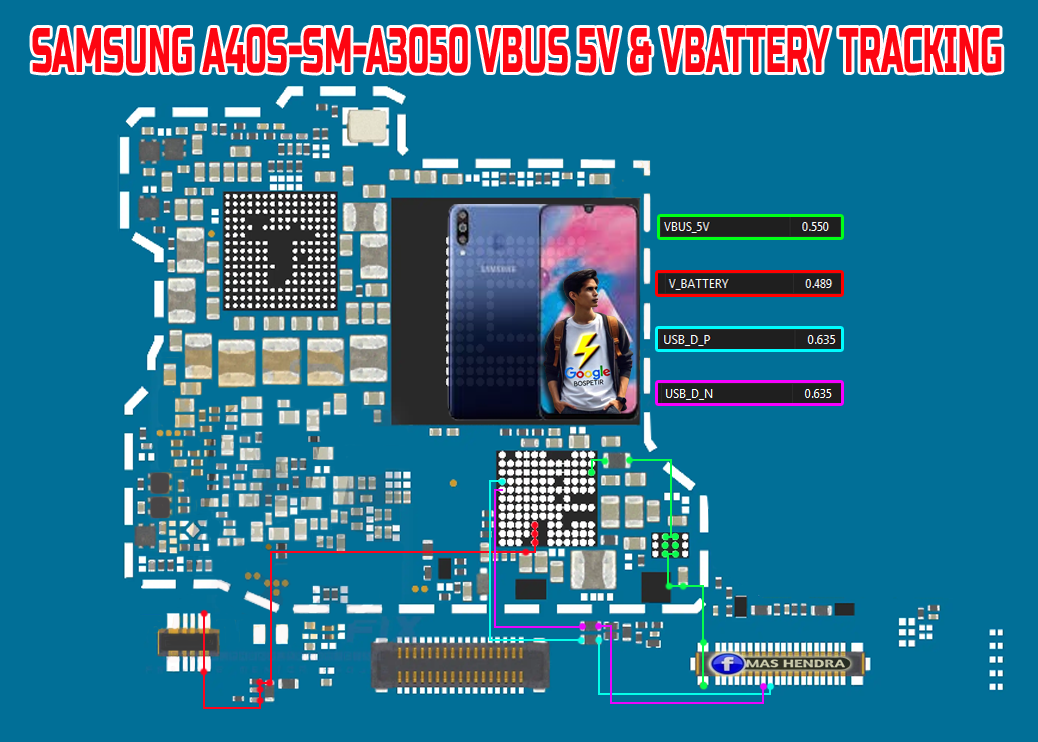 SAMSUNG A40S-SM-A3050 VBUS 5V & VBATTERY TRACKING
VBUS_5V 0.550
V_BATTERY 0.489
USB_D_P 0.635
USB_D_N 0.635
SAMSUNG
Google
BOSPETIR
f MAS HENDRA